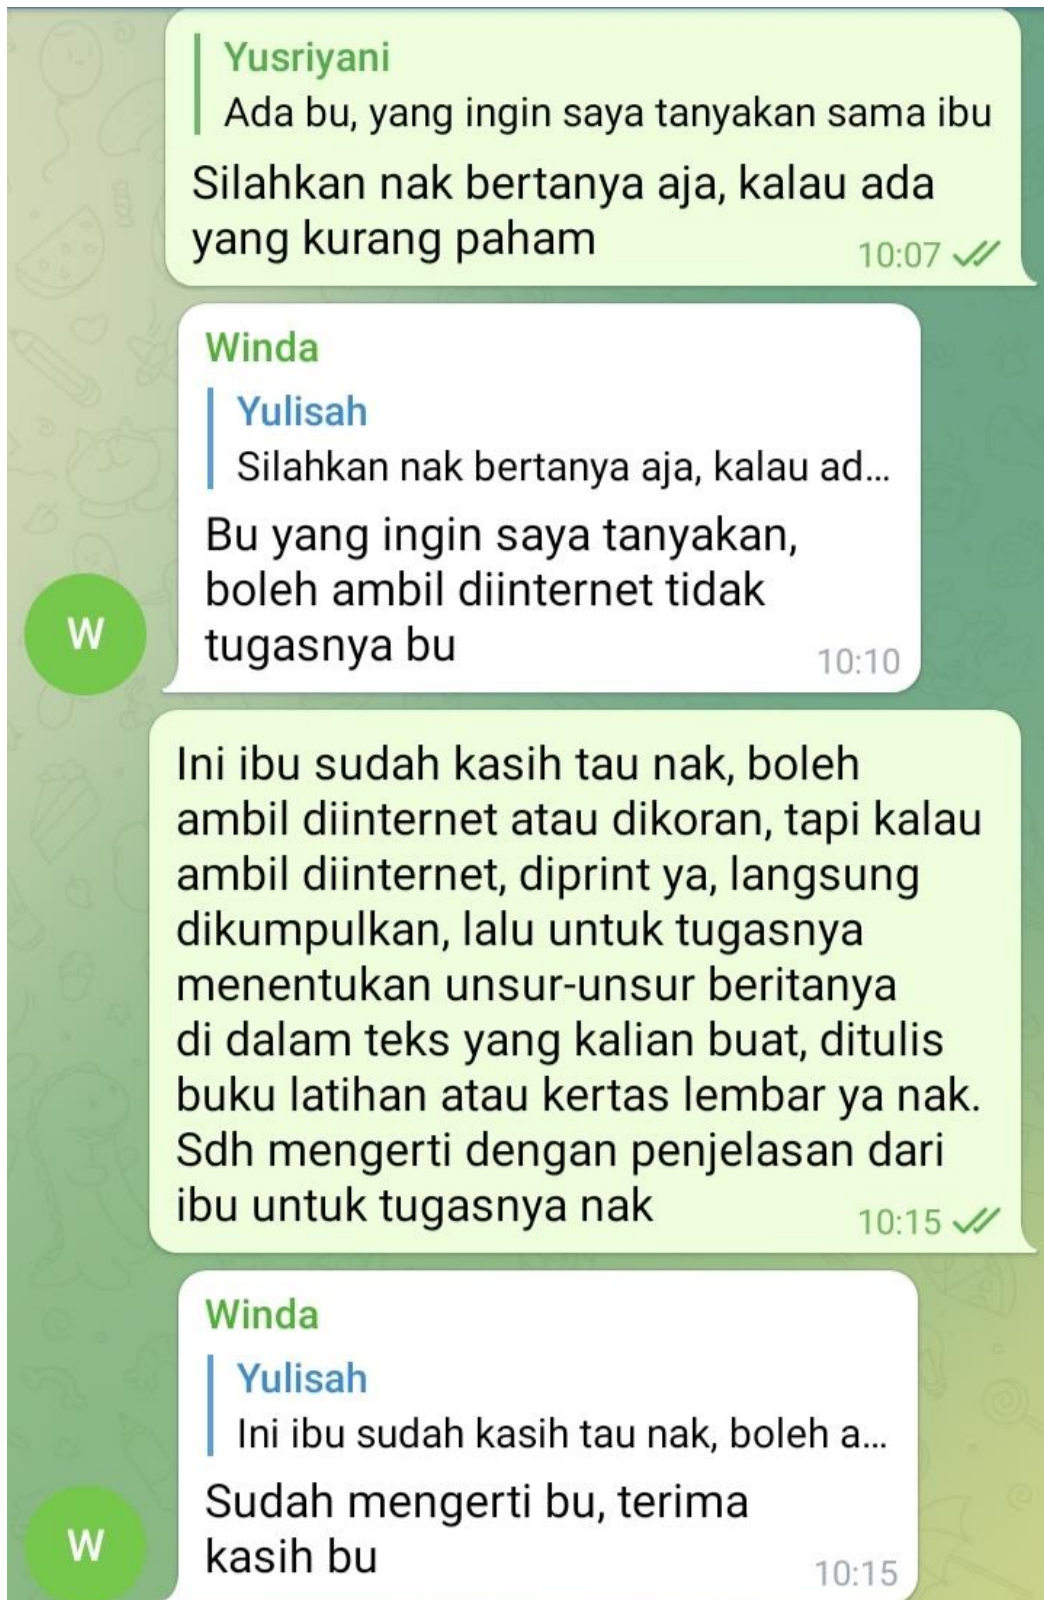 Yusriyani
Ada bu, yang ingin saya tanyakan sama ibu
Silahkan nak bertanya aja, kalau ada
yang kurang paham
10:07
Winda
Yulisah
Silahkan nak bertanya aja, kalau ad...
Bu yang ingin saya tanyakan,
boleh ambil diinternet tidak
tugasnya bu
W
10:10
Ini ibu sudah kasih tau nak, boleh
ambil diinternet atau dikoran, tapi kalau
ambil diinternet, diprint ya, langsung
dikumpulkan, lalu untuk tugasnya
menentukan unsur-unsur beritanya
di dalam teks yang kalian buat, ditulis
buku latihan atau kertas lembar ya nak.
Sdh mengerti dengan penjelasan dari
ibu untuk tugasnya nak
10:15
Winda
Yulisah
Ini ibu sudah kasih tau nak, boleh a...
Sudah mengerti bu, terima
kasih bu
W
10:15